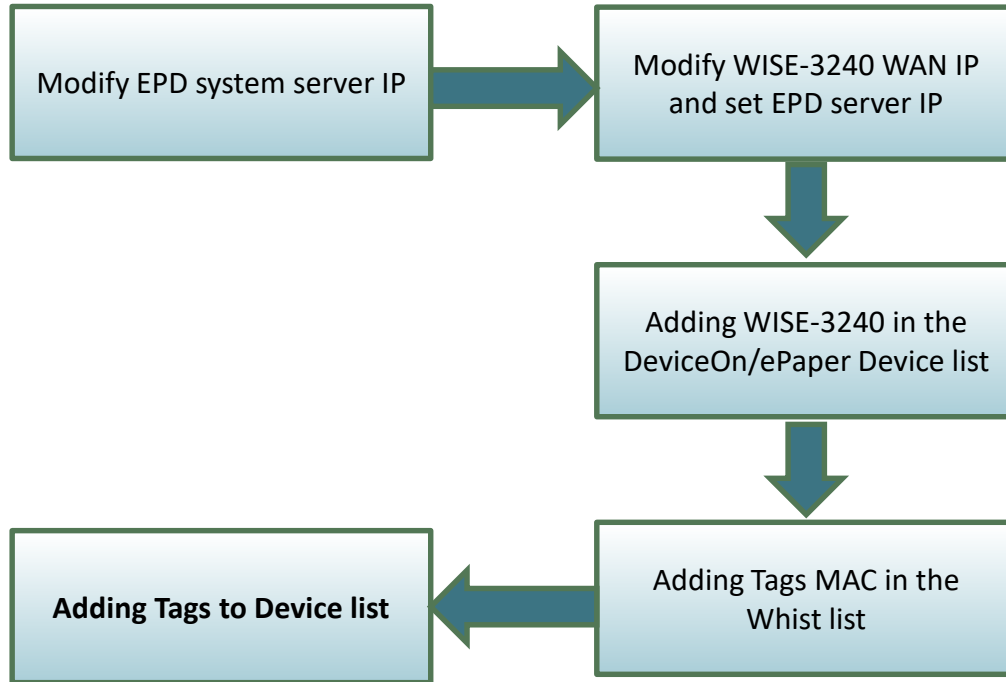 Modify EPD system server IP
Modify WISE-3240 WAN IP
and set EPD server IP
Adding WISE-3240 in the
DeviceOn/ePaper Device list
Adding Tags MAC in the
Whist list
Adding Tags to Device list